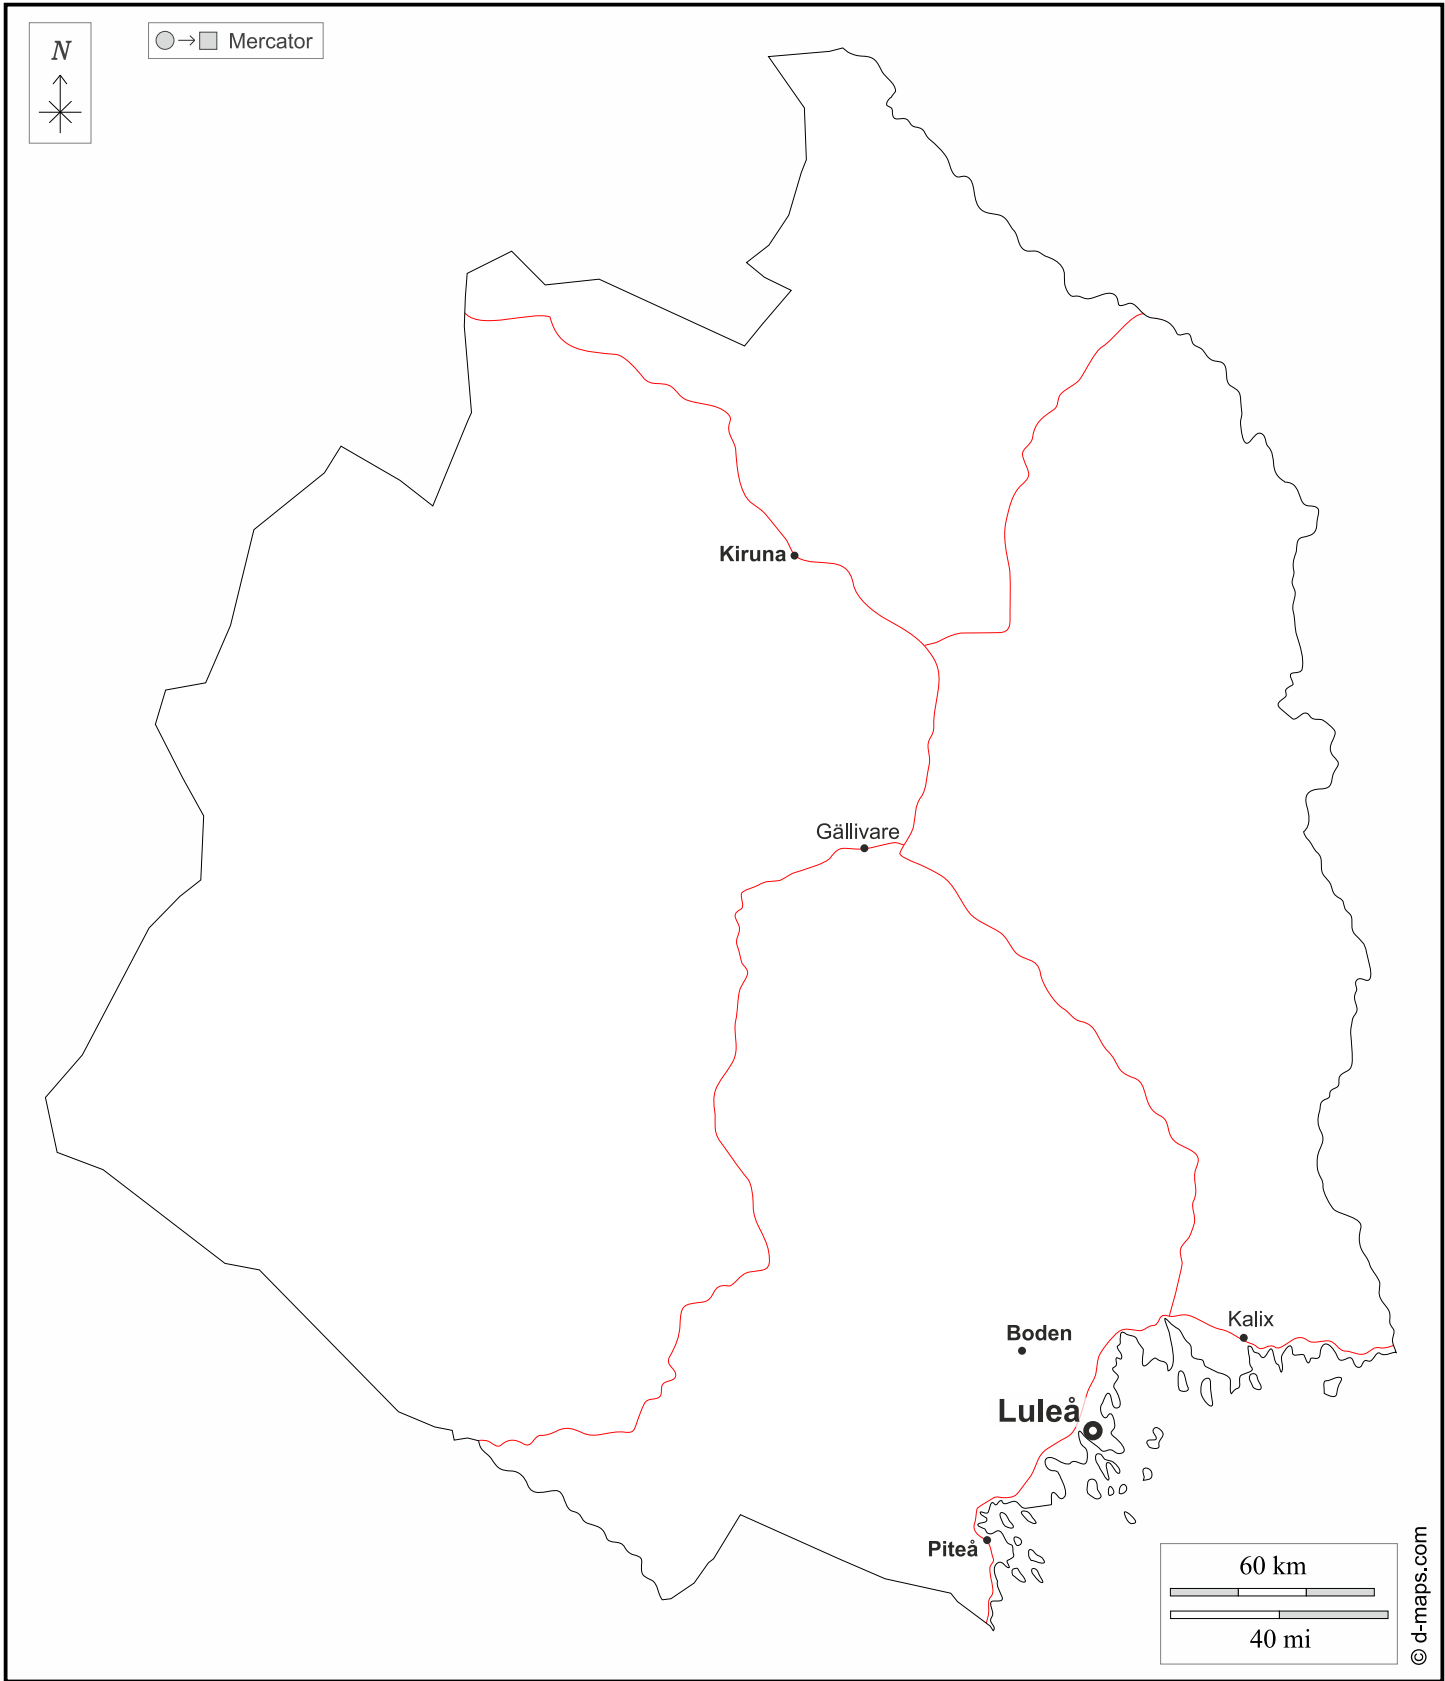 N
Mercator
Kiruna
Gällivare
Kalix
Boden
Luleå
Piteå
60 km
40 mi
© d-maps.com